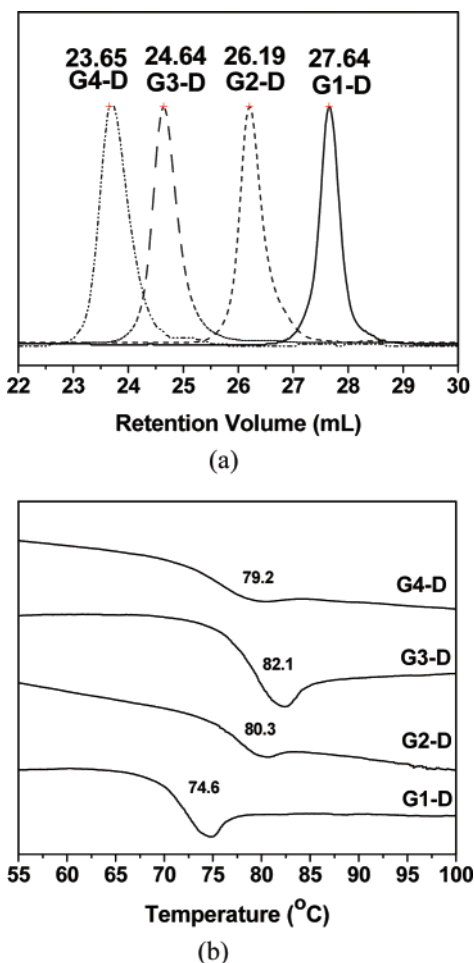 23.65 24.64 26.19 27.64
G4-D G3-D G2-D G1-D
22 23 24 25 26 27 28 29 30
Retention Volume (mL)
(a)
79.2
G4-D
82.1
G3-D
80.3
G2-D
74.6
G1-D
55 60 65 70 75 80 85 90 95 100
Temperature (°C)
(b)